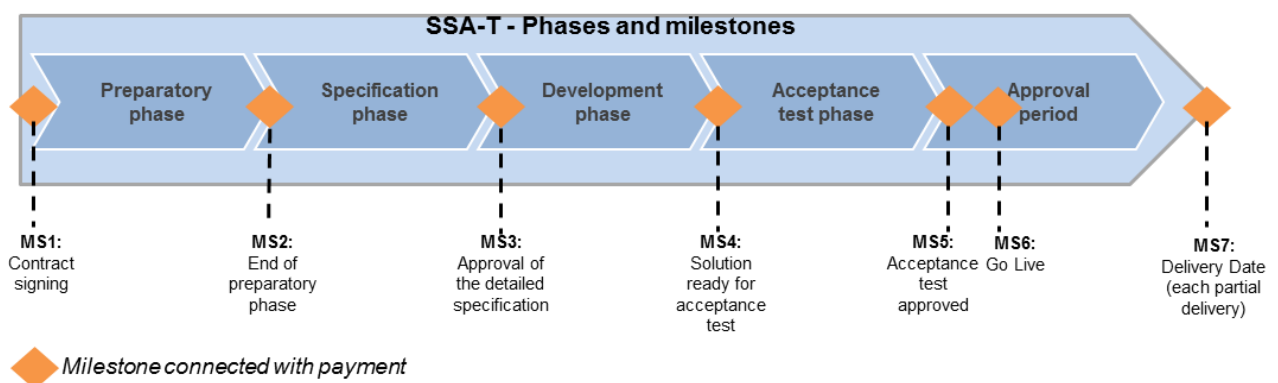 SSA-T - Phases and milestones
Preparatory
phase
Specification
phase
Development
phase
Acceptance
test phase
Approval
period
MS1:
Contract
signing
MS2:
End of
preparatory
phase
MS3:
Approval of
the detailed
specification
MS4:
Solution
ready for
acceptance
test
MS5:
Acceptance
test
approved
MS6:
Go Live
MS7:
Delivery Date
(each partial
delivery)
Milestone connected with payment